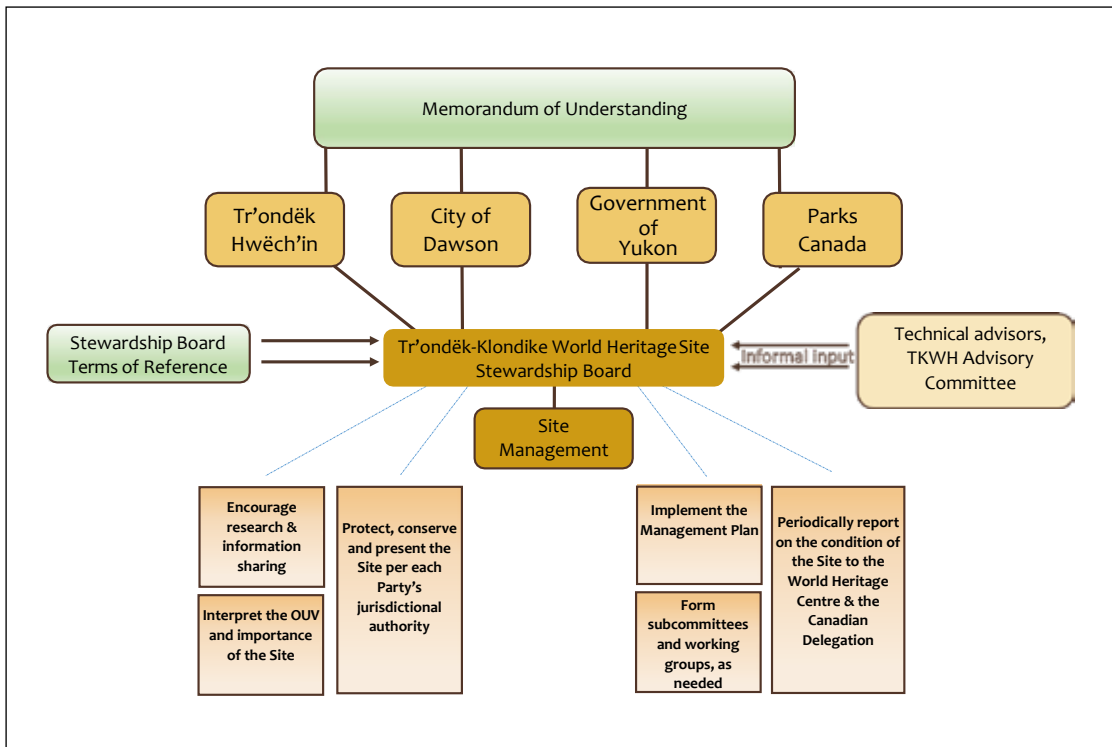 Memorandum of Understanding
Tr’ondëk
Hwëch’in
City of
Dawson
Government
of
Yukon
Parks
Canada
Stewardship Board
Terms of Reference
Tr’ondëk-Klondike World Heritage Site
Stewardship Board
Informal input
Technical advisors,
TKWH Advisory
Committee
Site
Management
Encourage
research &
information
sharing
Interpret the OUV
and importance
of the Site
Protect, conserve
and present the
Site per each
Party’s
jurisdictional
authority
Implement the
Management Plan
Form
subcommittees
and working
groups, as
needed
Periodically report
on the condition of
the Site to the
World Heritage
Centre & the
Canadian
Delegation